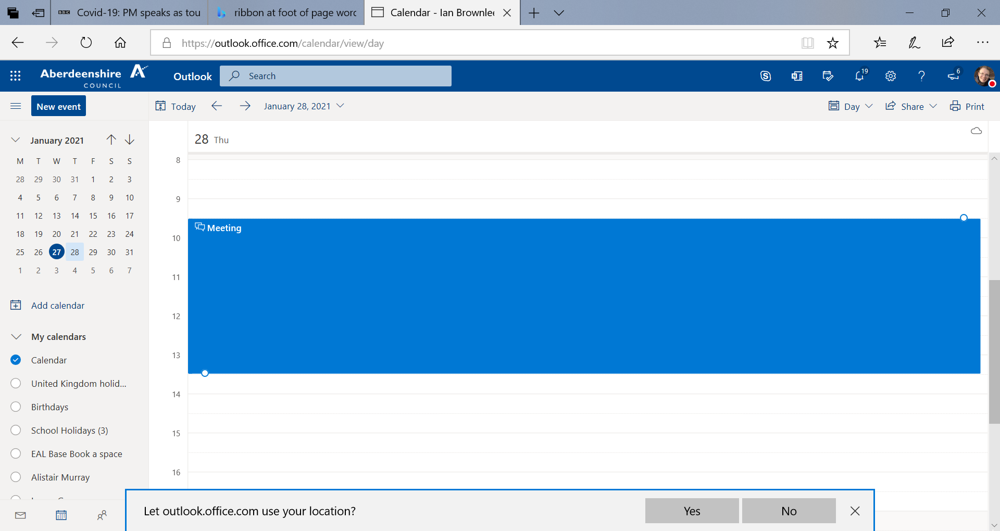 BBC Covid-19: PM speaks as tou
ribbon at foot of page word
Calendar - Ian Brownlee
https://outlook.office.com/calendar/view/day
Aberdeenshire
COUNCIL
Outlook
Search
19
6
New event
Today
January 28, 2021
Day
Share
Print
January 2021
M T W T F S S
28 29 30 31 1 2 3
4 5 6 7 8 9 10
11 12 13 14 15 16 17
18 19 20 21 22 23 24
25 26 27 28 29 30 31
1 2 3 4 5 6 7
Add calendar
My calendars
Calendar
United Kingdom holid...
Birthdays
School Holidays (3)
EAL Base Book a space
Alistair Murray
28 Thu
8
9
Meeting
10
11
12
13
14
15
16
Let outlook.office.com use your location?
Yes
No